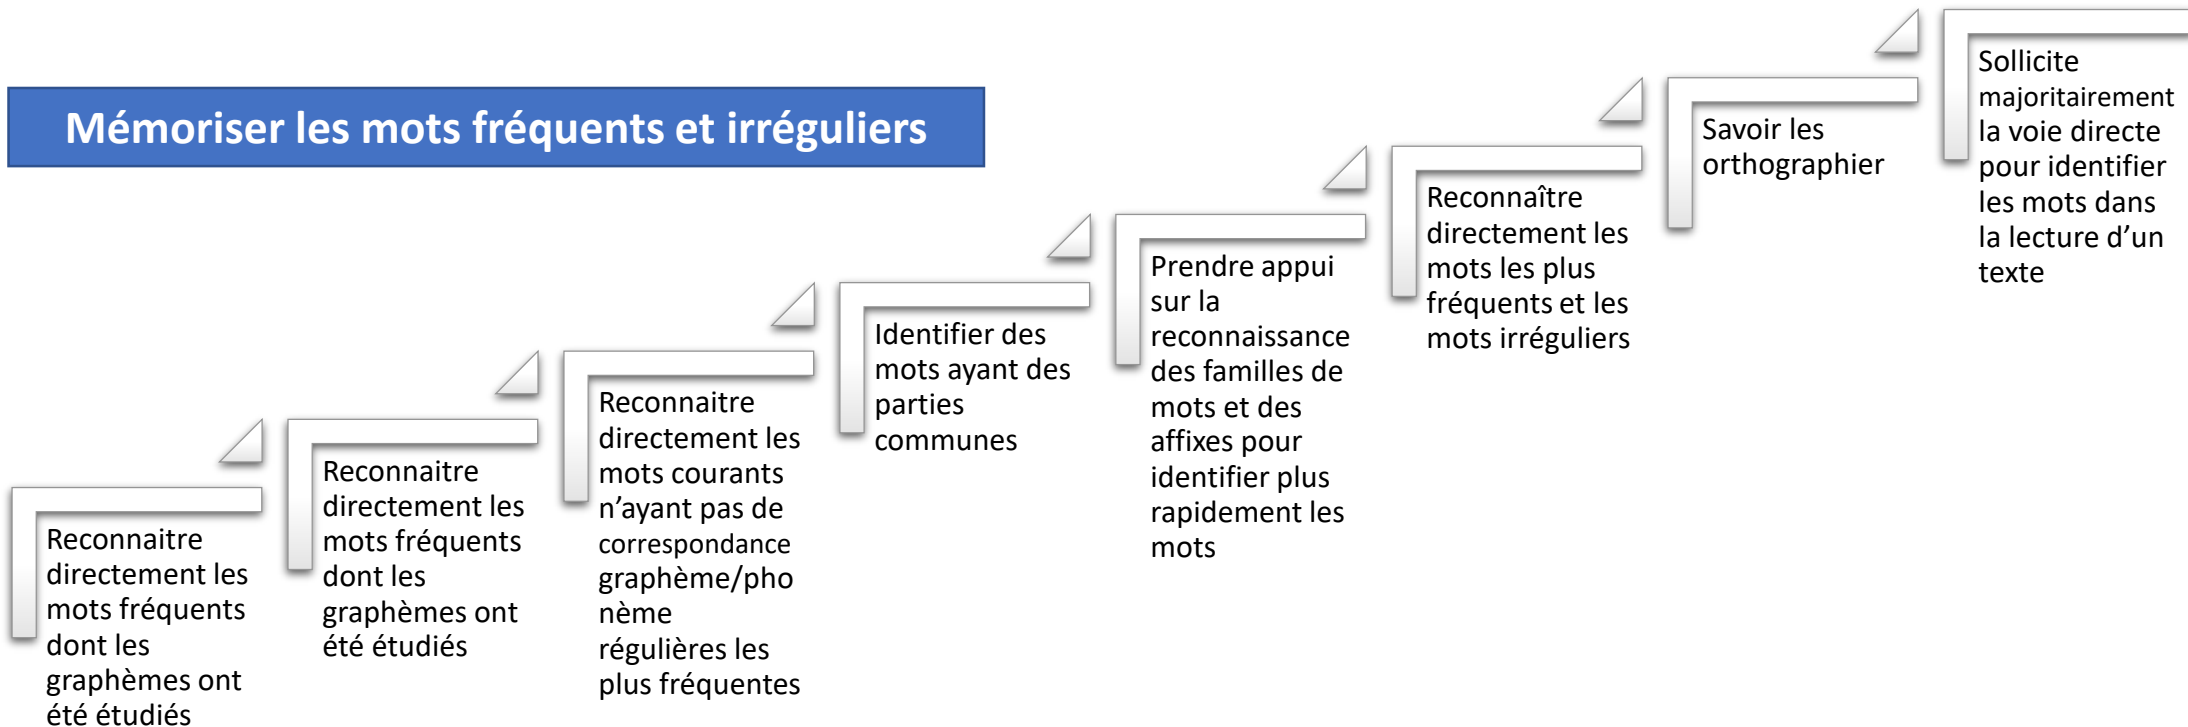 Mémoriser les mots fréquents et irréguliers
Reconnaitre
directement les
mots fréquents
dont les
graphèmes ont
été étudiés
Reconnaitre
directement les
mots fréquents
dont les
graphèmes ont
été étudiés
Reconnaitre
directement les
mots courants
n’ayant pas de
correspondance
graphème/pho
nème
régulières les
plus fréquentes
Identifier des
mots ayant des
parties
communes
Prendre appui
sur la
reconnaissance
des familles de
mots et des
affixes pour
identifier plus
rapidement les
mots
Reconnaître
directement les
mots les plus
fréquents et les
mots irréguliers
Savoir les
orthographier
Sollicite
majoritairement
la voie directe
pour identifier
les mots dans
la lecture d’un
texte